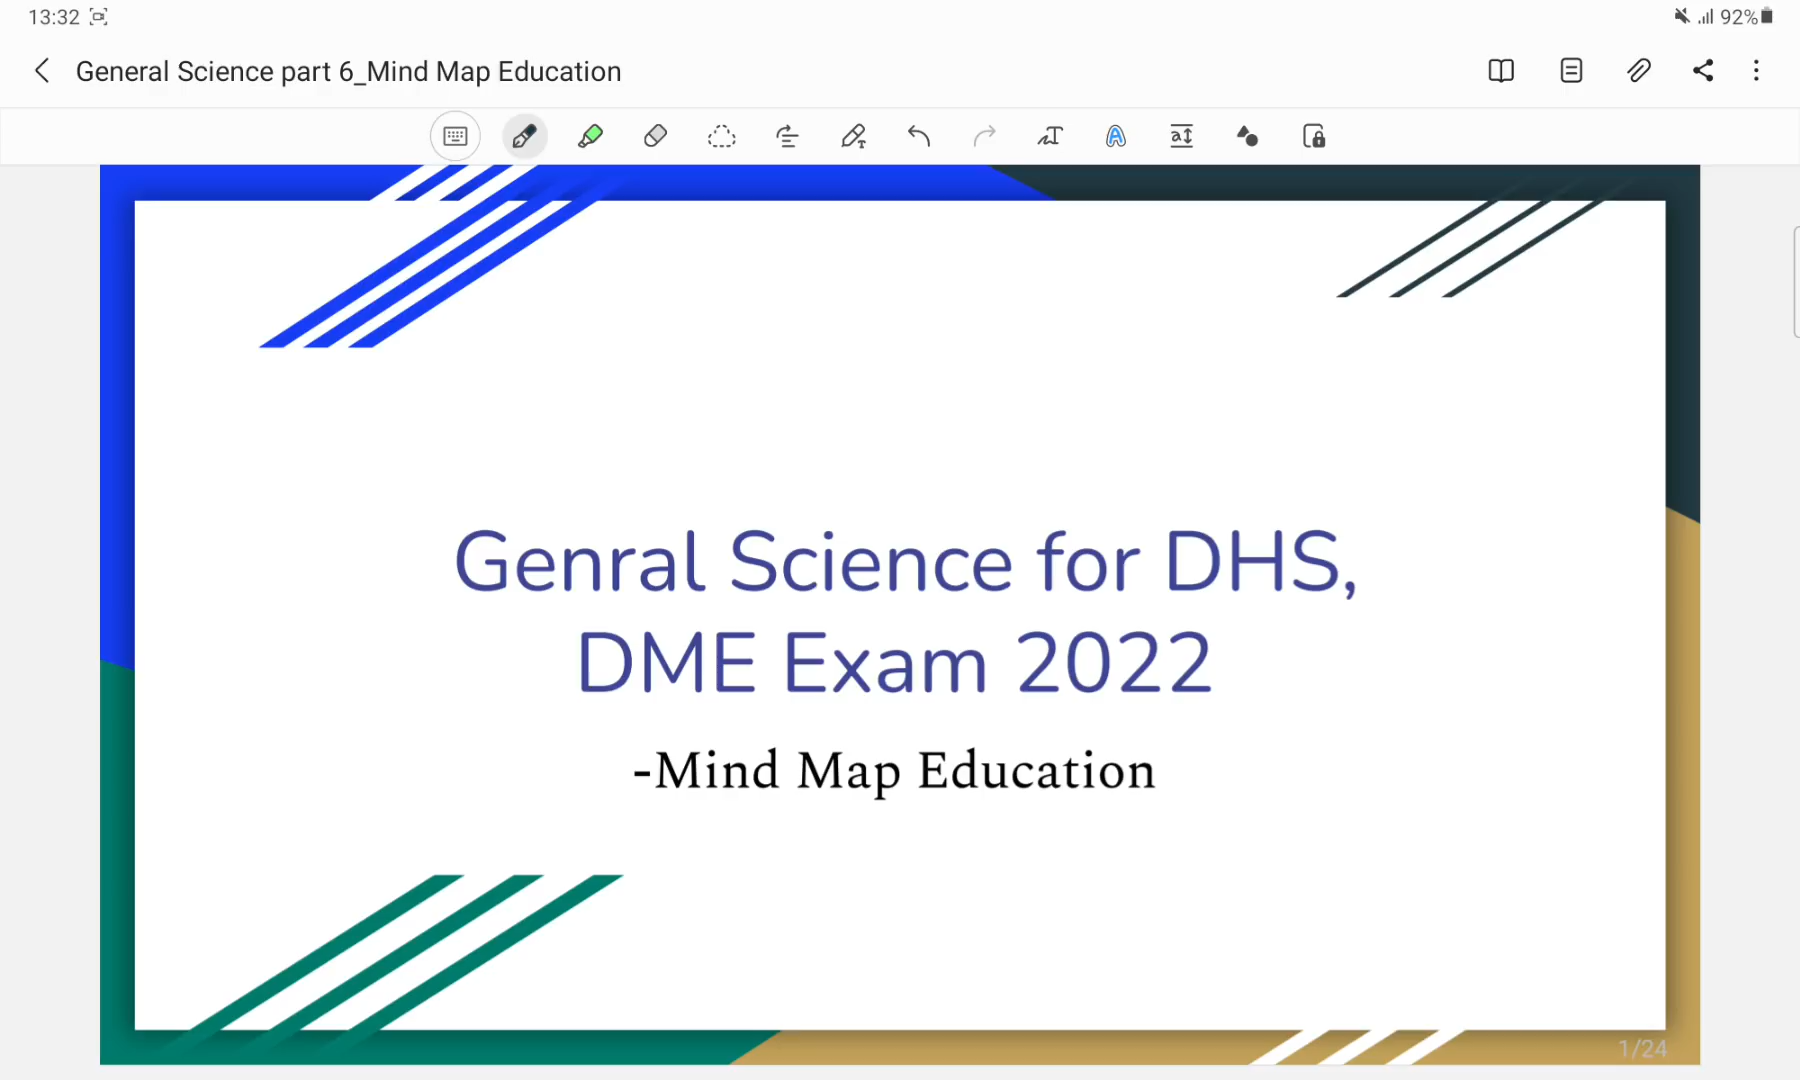 13:32
92%
General Science part 6_Mind Map Education
Genral Science for DHS,
DME Exam 2022
-Mind Map Education
1/24